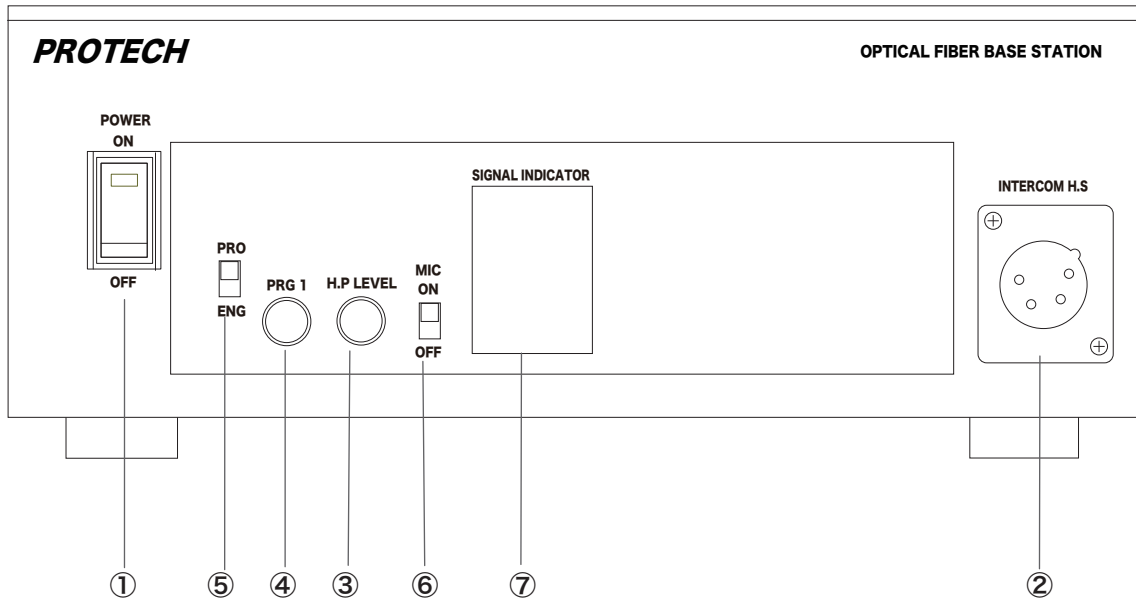 PROTECH
OPTICAL FIBER BASE STATION
POWER
ON
OFF
PRO
ENG
PRG 1
H.P LEVEL
MIC
ON
OFF
SIGNAL INDICATOR
INTERCOM H.S
① ⑤ ④ ③ ⑥ ⑦ ②